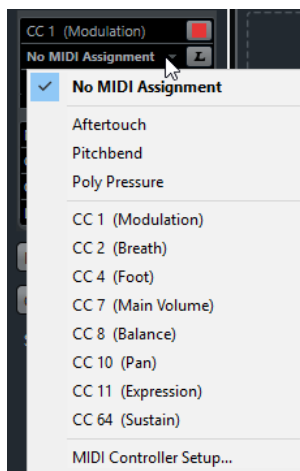 CC 1 (Modulation)
No MIDI Assignment L
No MIDI Assignment
Aftertouch
Pitchbend
Poly Pressure
CC 1 (Modulation)
CC 2 (Breath)
CC 4 (Foot)
CC 7 (Main Volume)
CC 8 (Balance)
CC 10 (Pan)
CC 11 (Expression)
CC 64 (Sustain)
MIDI Controller Setup...